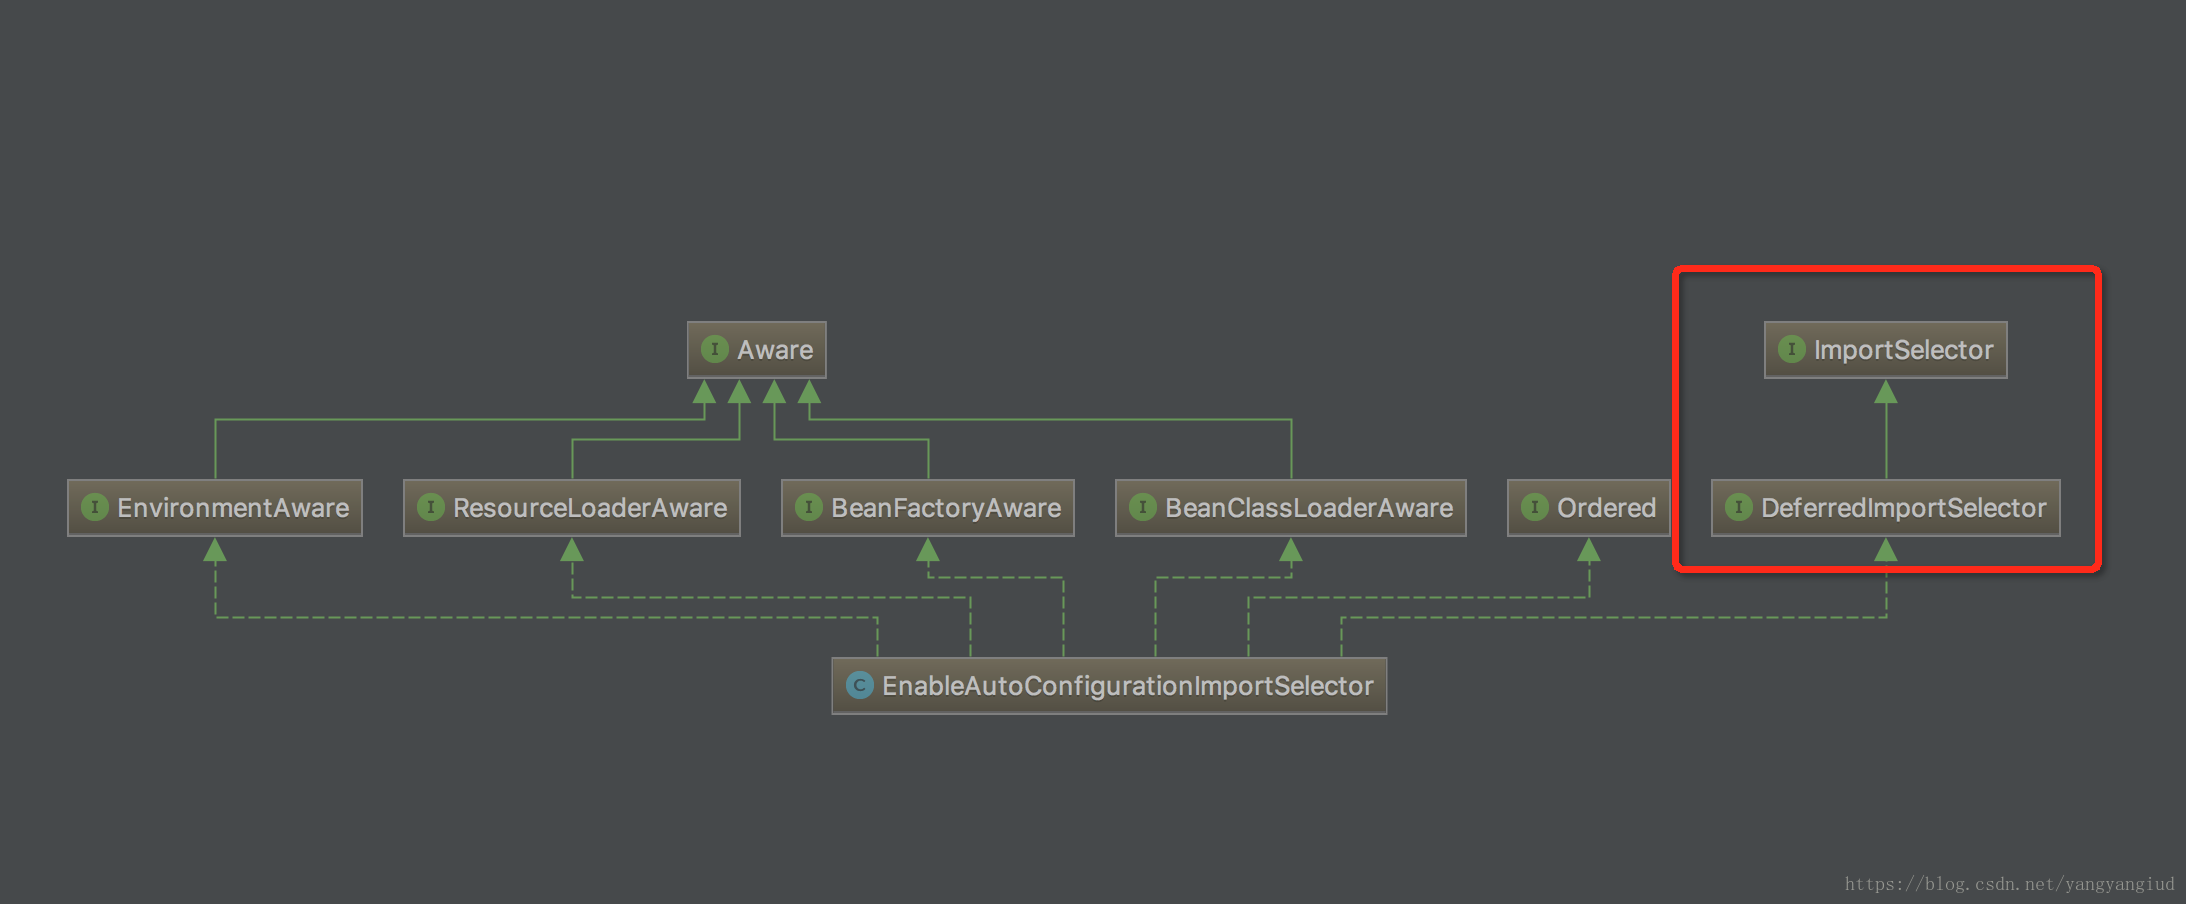 I Aware
I ImportSelector
I EnvironmentAware
I ResourceLoaderAware
I BeanFactoryAware
I BeanClassLoaderAware
I Ordered
I DeferredImportSelector
C EnableAutoConfigurationImportSelector
https://blog.csdn.net/yangyangiud